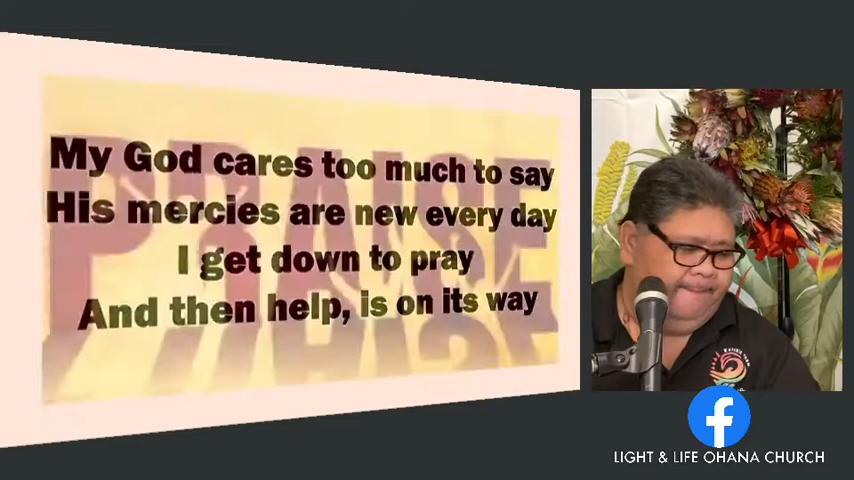 PRAISE
My God cares too much to say
His mercies are new every day
I get down to pray
And then help, is on its way
LIGHT & LIFE OHANA CHURCH